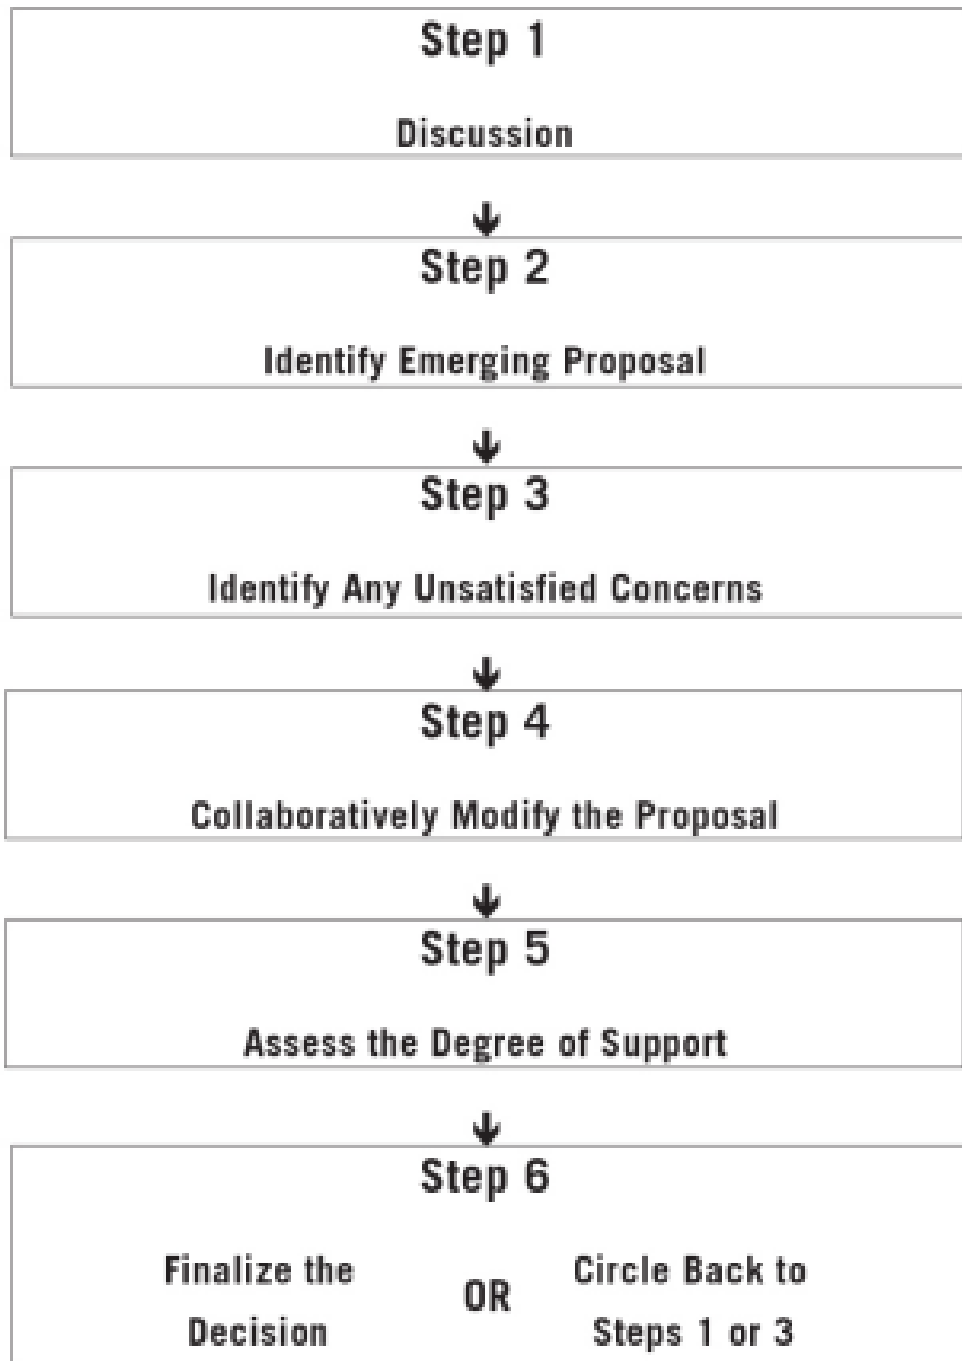 Step 1
Discussion
Step 2
Identify Emerging Proposal
Step 3
Identify Any Unsatisfied Concerns
Step 4
Collaboratively Modify the Proposal
Step 5
Assess the Degree of Support
Step 6
Finalize the
Decision
OR
Circle Back to
Steps 1 or 3